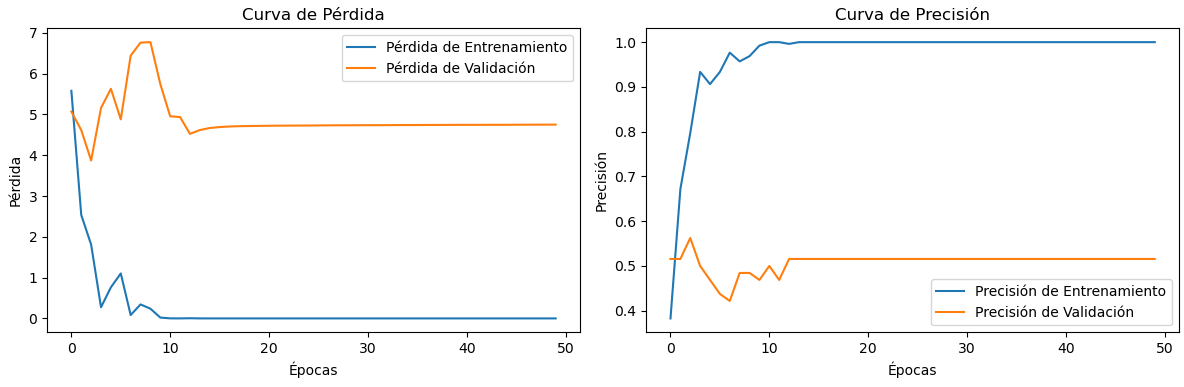 Curva de Pérdida
Pérdida de Entrenamiento
Pérdida de Validación
Pérdida
7
6
5
4
3
2
1
0
0
10
20
30
40
50
Épocas
Curva de Precisión
Precisión de Entrenamiento
Precisión de Validación
Precisión
1.0
0.9
0.8
0.7
0.6
0.5
0.4
0
10
20
30
40
50
Épocas